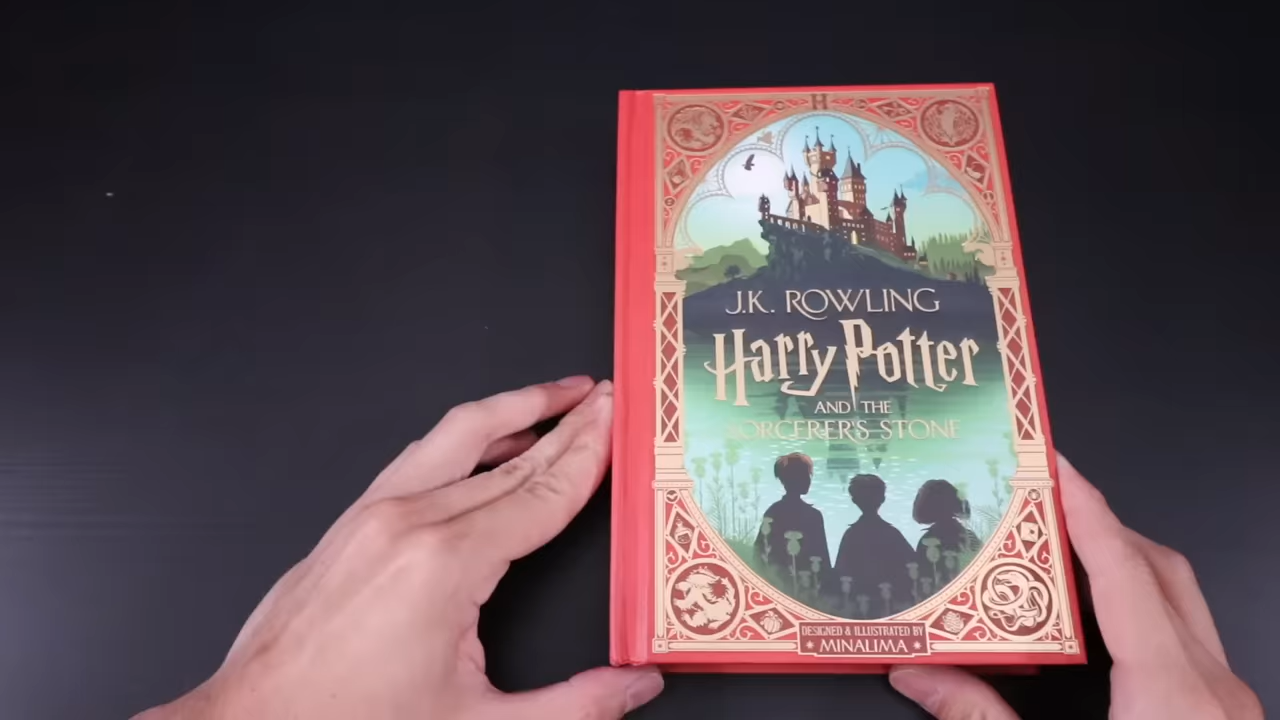 H
J.K. ROWLING
Harry Potter
AND THE
SORCERER'S STONE
DESIGNED & ILLUSTRATED BY
MINALIMA